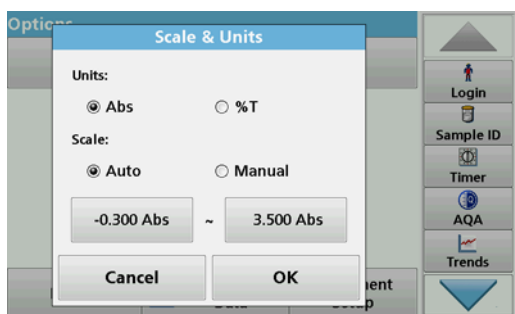 Options
Scale & Units
Units:
Abs
%T
Scale:
Auto
Manual
-0.300 Abs
~
3.500 Abs
Cancel
OK
Login
Sample ID
Timer
AQA
Trends